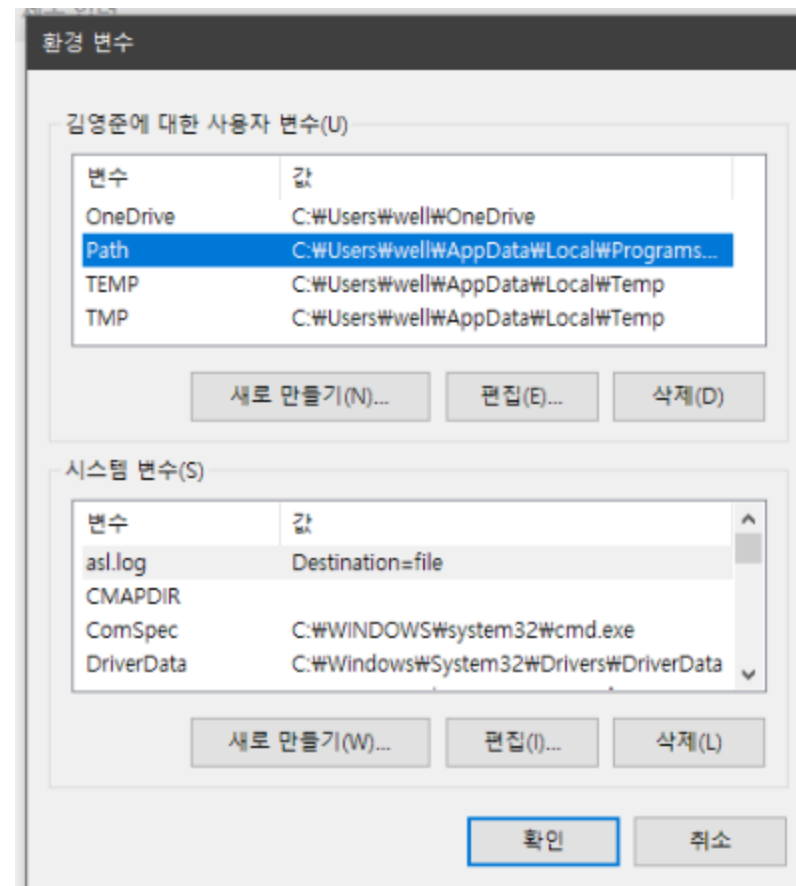 환경 변수
김영준에 대한 사용자 변수(U)
변수 값
OneDrive C:₩Users₩well₩OneDrive
Path C:₩Users₩well₩AppData₩Local₩Programs...
TEMP C:₩Users₩well₩AppData₩Local₩Temp
TMP C:₩Users₩well₩AppData₩Local₩Temp
새로 만들기(N)... 편집(E)... 삭제(D)
시스템 변수(S)
변수 값
asl.log Destination=file
CMAPDIR
ComSpec C:₩WINDOWS₩system32₩cmd.exe
DriverData C:₩Windows₩System32₩Drivers₩DriverData
새로 만들기(W)... 편집(I)... 삭제(L)
확인 취소